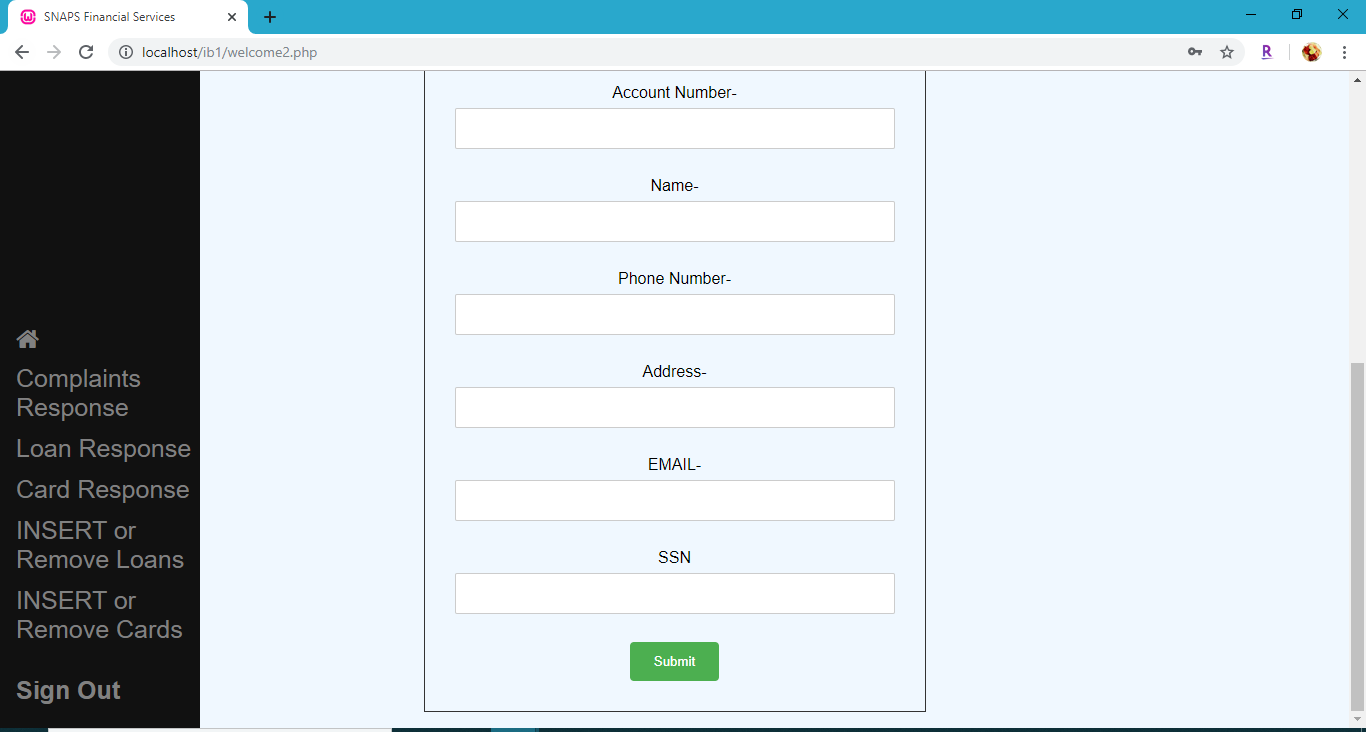 SNAPS Financial Services
localhost/ib1/welcome2.php
R
Complaints
Response
Loan Response
Card Response
INSERT or
Remove Loans
INSERT or
Remove Cards
Sign Out
Account Number-
Name-
Phone Number-
Address-
EMAIL-
SSN
Submit